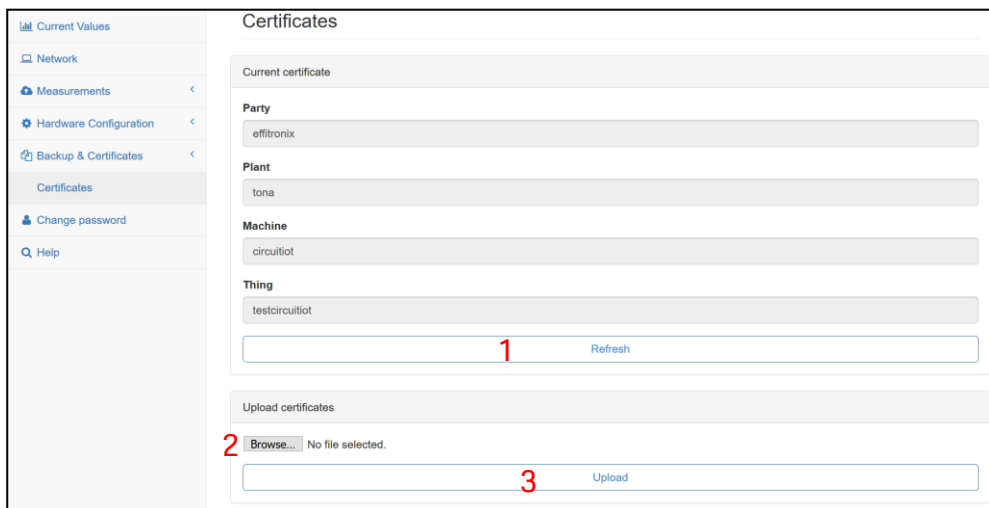 Current Values
Network
Measurements
Hardware Configuration
Backup & Certificates
Certificates
Change password
Help
Certificates
Current certificate
Party
effitronix
Plant
tona
Machine
circuitiot
Thing
testcircuitiot
1 Refresh
Upload certificates
2 Browse... No file selected.
3 Upload